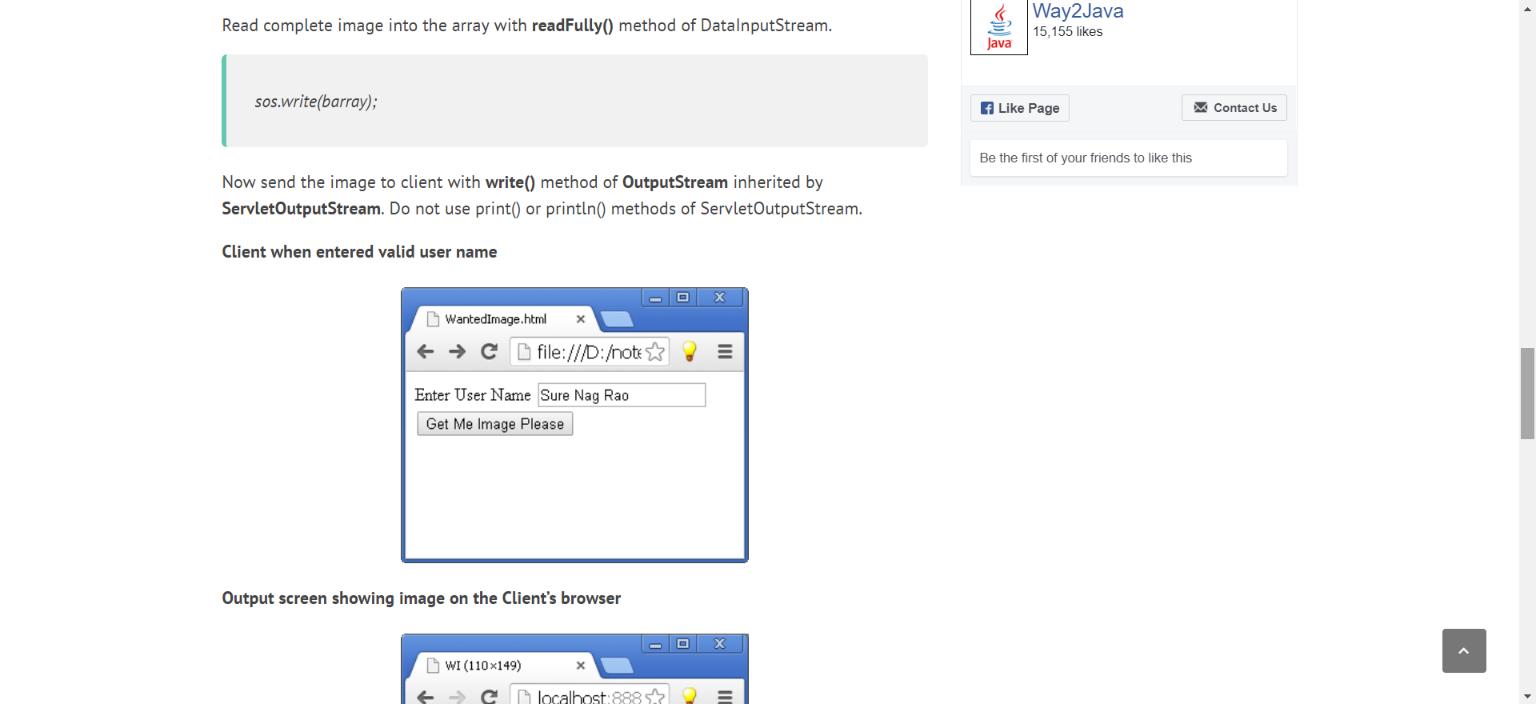 Read complete image into the array with readFully() method of DataInputStream.
sos.write(barray);
Now send the image to client with write() method of OutputStream inherited by
ServletOutputStream. Do not use print() or println() methods of ServletOutputStream.
Client when entered valid user name
WantedImage.html
file:///D:/note
Enter User Name Sure Nag Rao
Get Me Image Please
Output screen showing image on the Client’s browser
WI (110×149)
localhost:888
Java
Way2Java
15,155 likes
Like Page
Contact Us
Be the first of your friends to like this